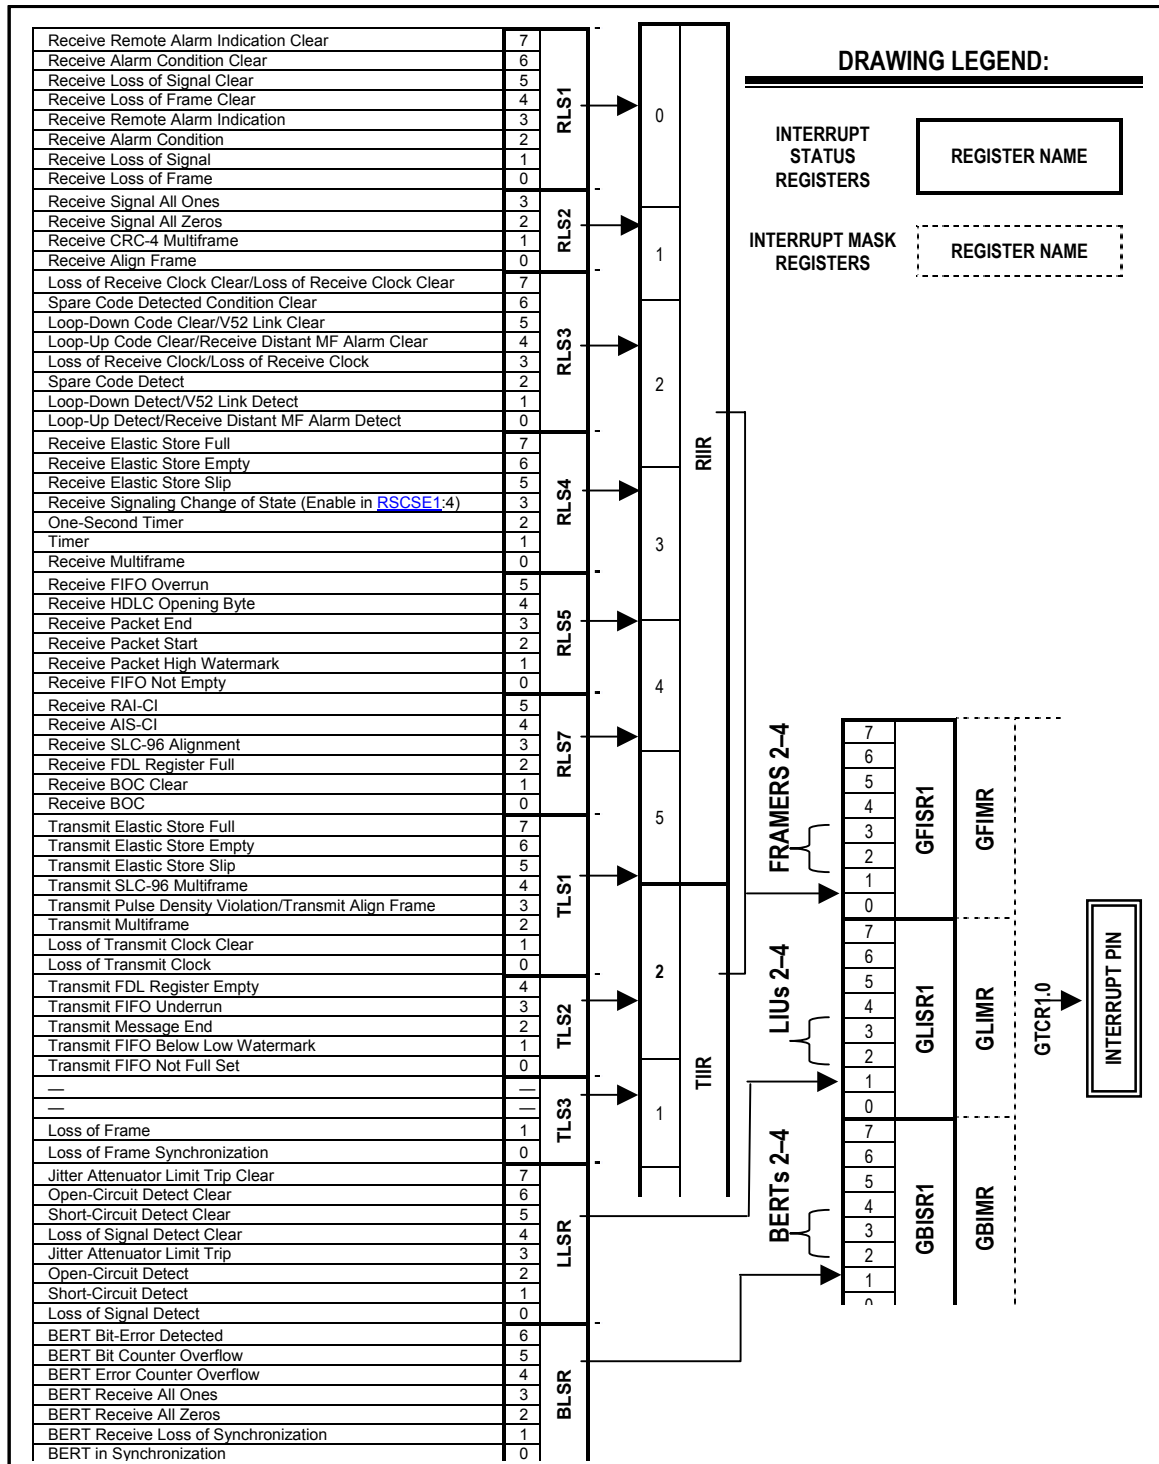 Receive Remote Alarm Indication Clear 7
Receive Alarm Condition Clear 6
Receive Loss of Signal Clear 5
Receive Loss of Frame Clear 4
Receive Remote Alarm Indication 3
Receive Alarm Condition 2
Receive Loss of Signal 1
Receive Loss of Frame 0
RLS1
Receive Signal All Ones 3
Receive Signal All Zeros 2
Receive CRC-4 Multiframe 1
Receive Align Frame 0
RLS2
Loss of Receive Clock Clear/Loss of Receive Clock Clear 7
Spare Code Detected Condition Clear 6
Loop-Down Code Clear/V52 Link Clear 5
Loop-Up Code Clear/Receive Distant MF Alarm Clear 4
Loss of Receive Clock/Loss of Receive Clock 3
Spare Code Detect 2
Loop-Down Detect/V52 Link Detect 1
Loop-Up Detect/Receive Distant MF Alarm Detect 0
RLS3
Receive Elastic Store Full 7
Receive Elastic Store Empty 6
Receive Elastic Store Slip 5
Receive Signaling Change of State (Enable in RSCSE1:4) 3
One-Second Timer 2
Timer 1
Receive Multiframe 0
RLS4
Receive FIFO Overrun 5
Receive HDLC Opening Byte 4
Receive Packet End 3
Receive Packet Start 2
Receive Packet High Watermark 1
Receive FIFO Not Empty 0
RLS5
Receive RAI-CI 5
Receive AIS-CI 4
Receive SLC-96 Alignment 3
Receive FDL Register Full 2
Receive BOC Clear 1
Receive BOC 0
RLS7
Transmit Elastic Store Full 7
Transmit Elastic Store Empty 6
Transmit Elastic Store Slip 5
Transmit SLC-96 Multiframe 4
Transmit Pulse Density Violation/Transmit Align Frame 3
Transmit Multiframe 2
Loss of Transmit Clock Clear 1
Loss of Transmit Clock 0
TLS1
Transmit FDL Register Empty 4
Transmit FIFO Underrun 3
Transmit Message End 2
Transmit FIFO Below Low Watermark 1
Transmit FIFO Not Full Set 0
TLS2
— —
— —
Loss of Frame 1
Loss of Frame Synchronization 0
TLS3
Jitter Attenuator Limit Trip Clear 7
Open-Circuit Detect Clear 6
Short-Circuit Detect Clear 5
Loss of Signal Detect Clear 4
Jitter Attenuator Limit Trip 3
Open-Circuit Detect 2
Short-Circuit Detect 1
Loss of Signal Detect 0
LLSR
BERT Bit-Error Detected 6
BERT Bit Counter Overflow 5
BERT Error Counter Overflow 4
BERT Receive All Ones 3
BERT Receive All Zeros 2
BERT Receive Loss of Synchronization 1
BERT in Synchronization 0
BLSR
0
1
2
3
4
5
RIIR
2
1
TIIR
DRAWING LEGEND:
INTERRUPT
STATUS
REGISTERS
REGISTER NAME
INTERRUPT MASK
REGISTERS
REGISTER NAME
FRAMERS 2–4
7
6
5
4
3
2
1
0
GFISR1
GFIMR
LIUs 2–4
7
6
5
4
3
2
1
0
GLISR1
GLIMR
BERTs 2–4
7
6
5
4
3
2
1
0
GBISR1
GBIMR
GTCR1.0
INTERRUPT PIN